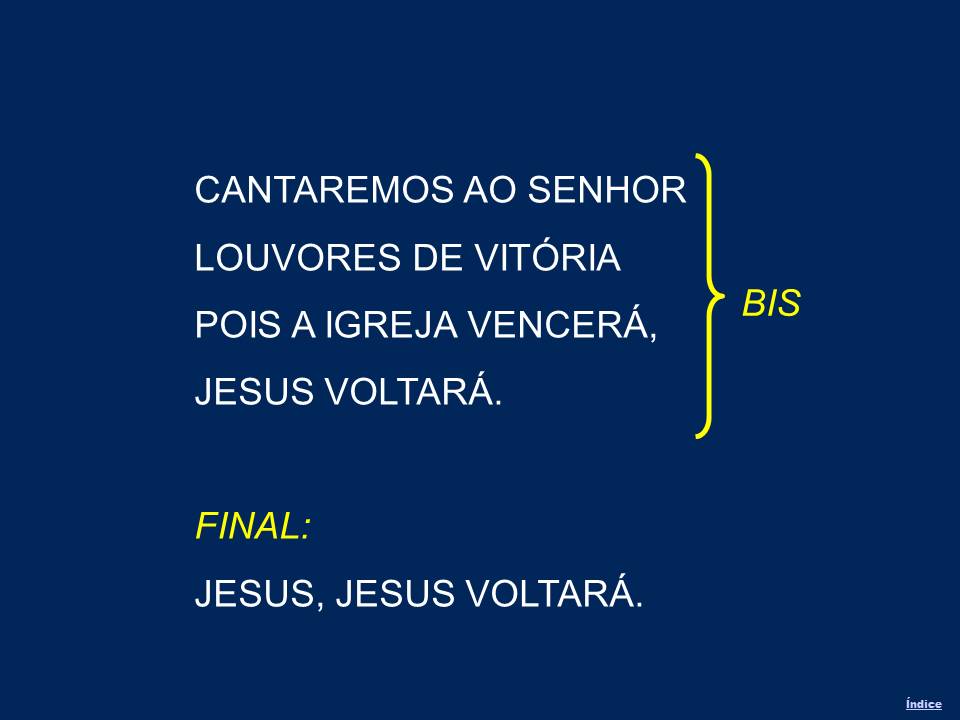 CANTAREMOS AO SENHOR
LOUVORES DE VITÓRIA
POIS A IGREJA VENCERÁ,
JESUS VOLTARÁ.
BIS
FINAL:
JESUS, JESUS VOLTARÁ.
Índice